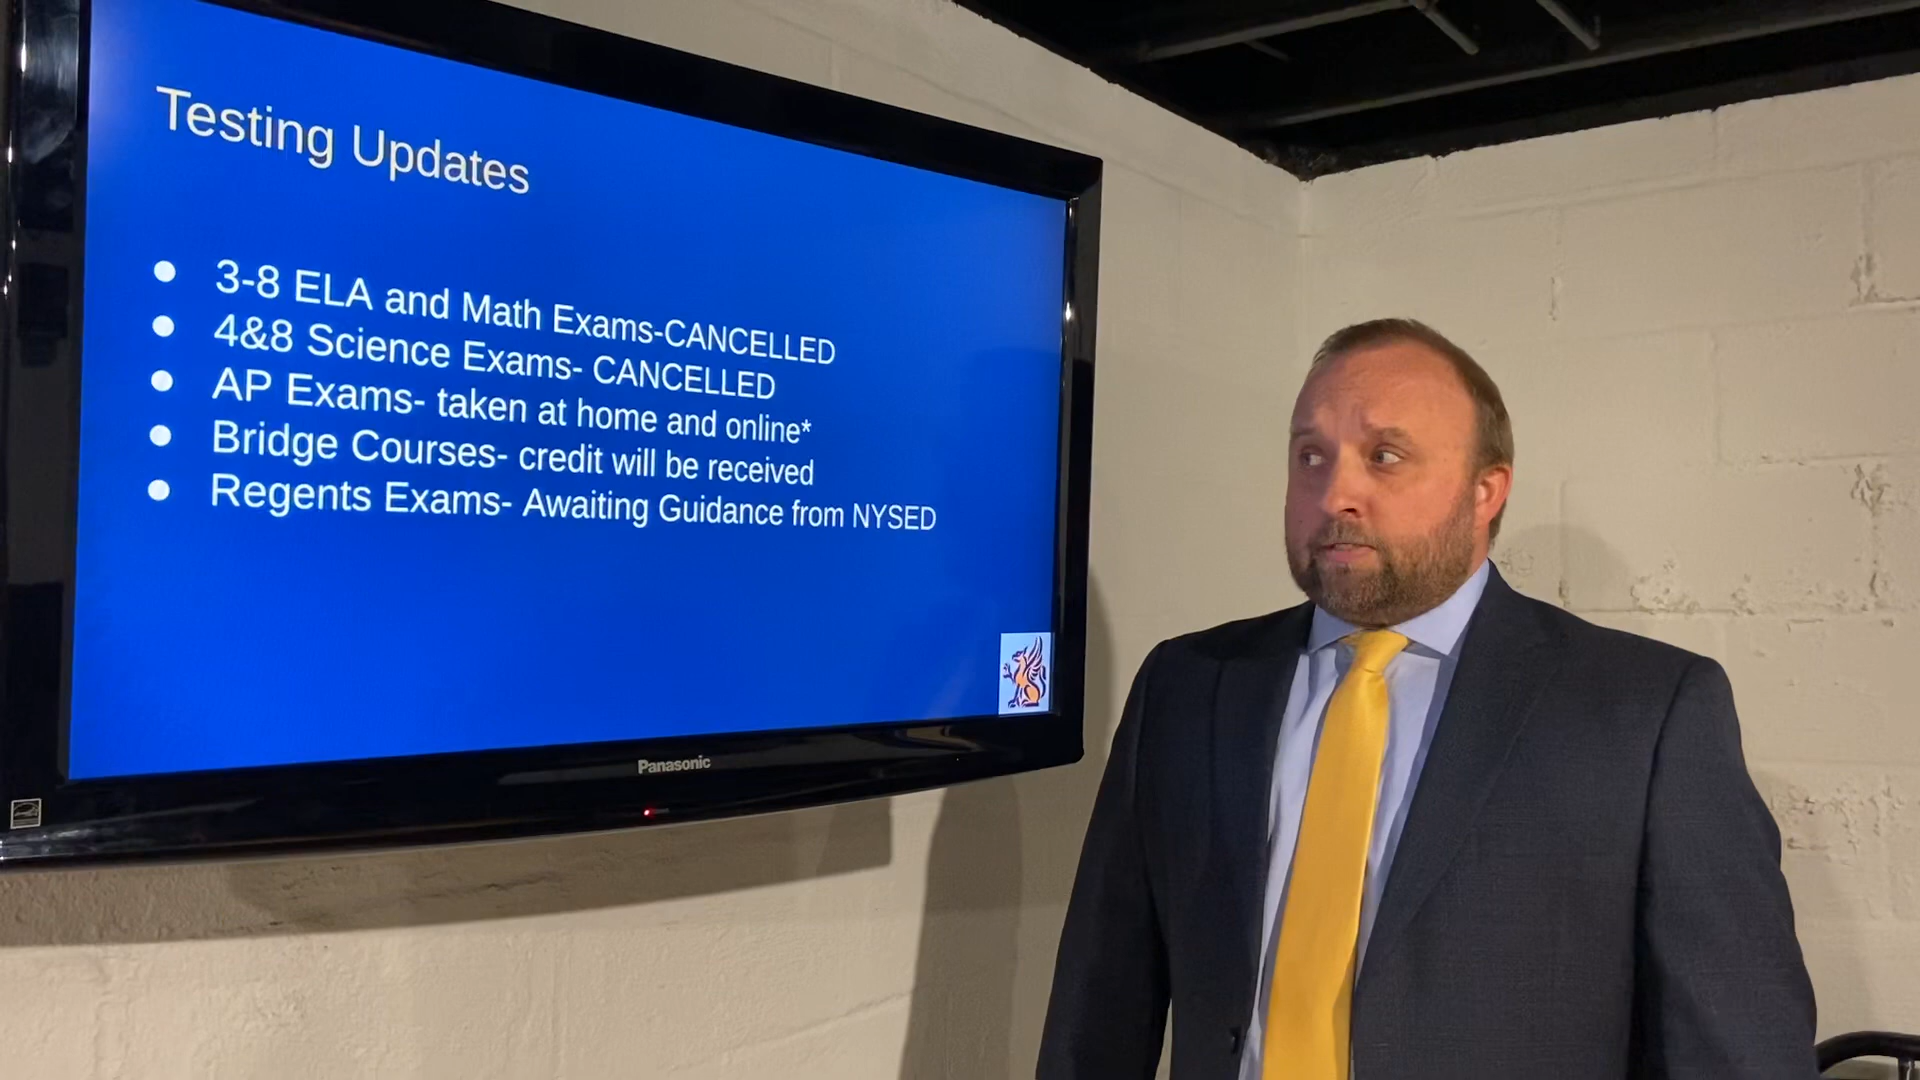 Testing Updates
● 3-8 ELA and Math Exams-CANCELLED
● 4&8 Science Exams- CANCELLED
● AP Exams- taken at home and online*
● Bridge Courses- credit will be received
● Regents Exams- Awaiting Guidance from NYSED
Panasonic